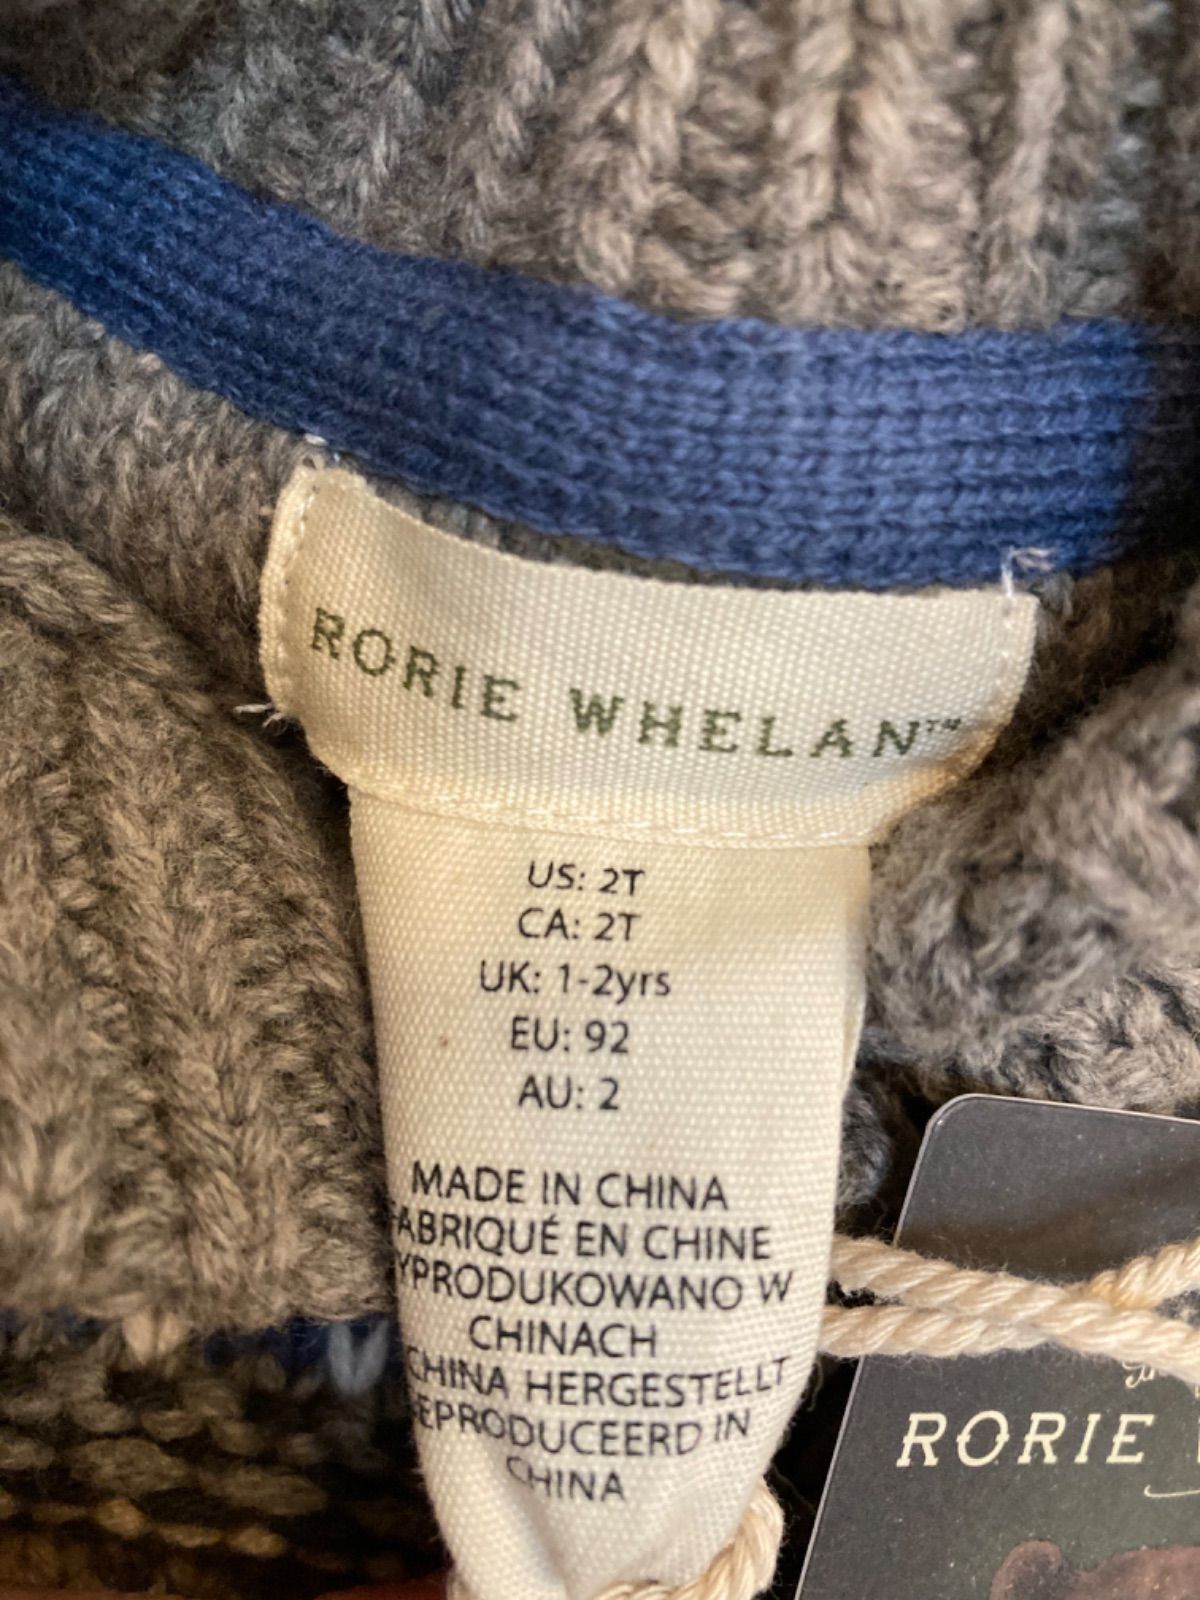 RORIE WHELAN™
US: 2T
CA: 2T
UK: 1-2yrs
EU: 92
AU: 2
MADE IN CHINA
FABRIQUÉ EN CHINE
WYPRODUKOWANO W
CHINACH
CHINA HERGESTELLT
GEPRODUCEERD IN
CHINA
RORIE